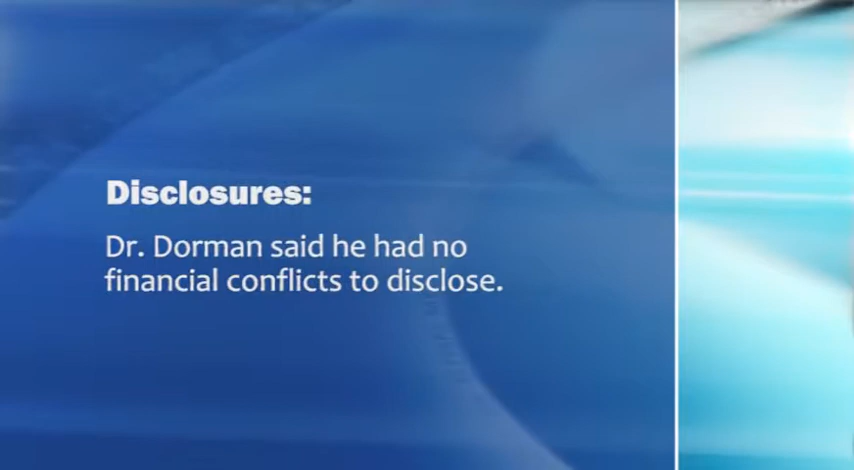 Disclosures:
Dr. Dorman said he had no
financial conflicts to disclose.